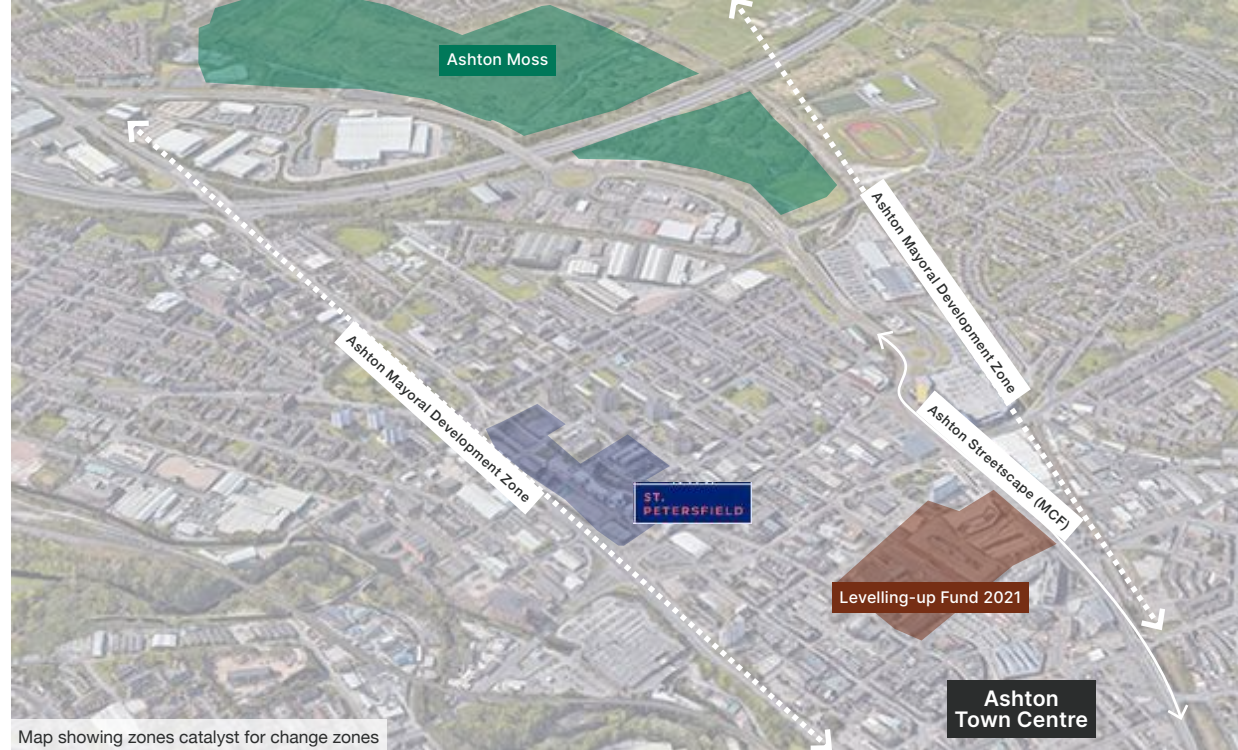 Ashton Moss
Ashton Mayoral Development Zone
Ashton Mayoral Development Zone
Ashton Streetscape (MCF)
ST.
PETERSFIELD
Levelling-up Fund 2021
Ashton
Town Centre
Map showing zones catalyst for change zones